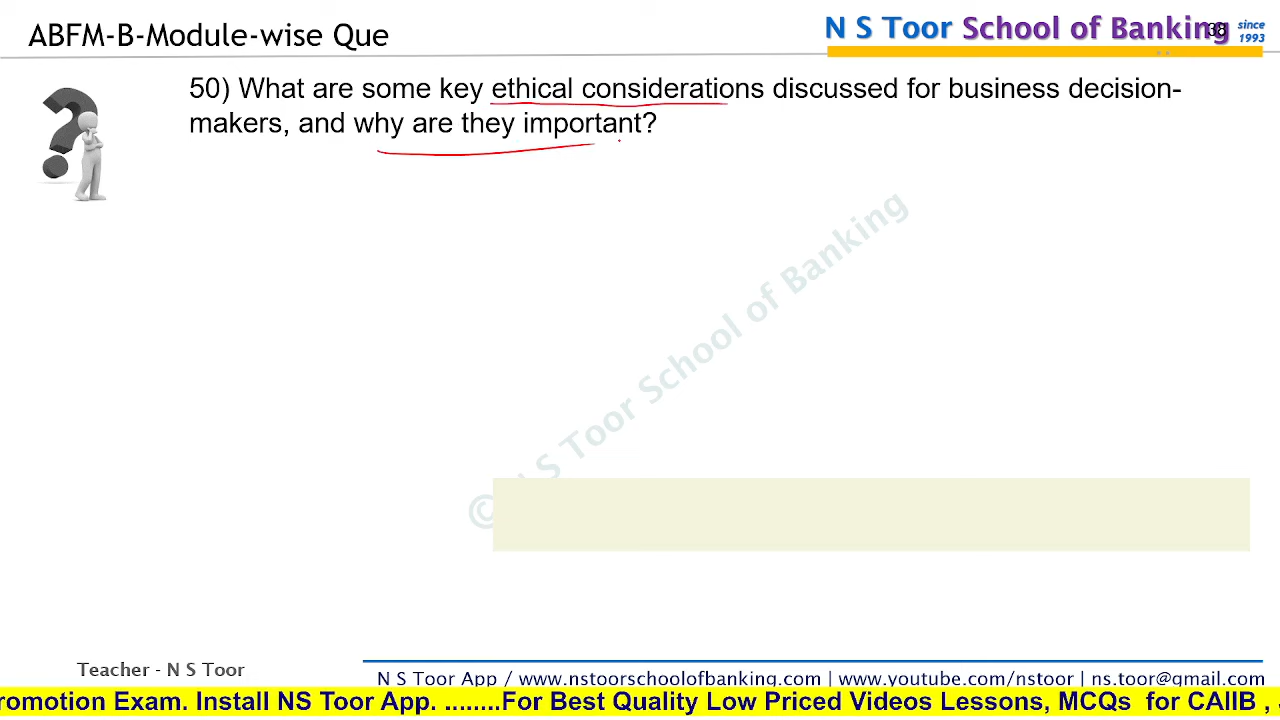 ABFM-B-Module-wise Que
N S Toor School of Banking
since
1993
38
50) What are some key ethical considerations discussed for business decision-
makers, and why are they important?
© N S Toor School of Banking
Teacher - N S Toor
N S Toor App / www.nstoorschoolofbanking.com | www.youtube.com/nstoor | ns.toor@gmail.com
romotion Exam. Install NS Toor App. ........For Best Quality Low Priced Videos Lessons, MCQs for CAIIB ,